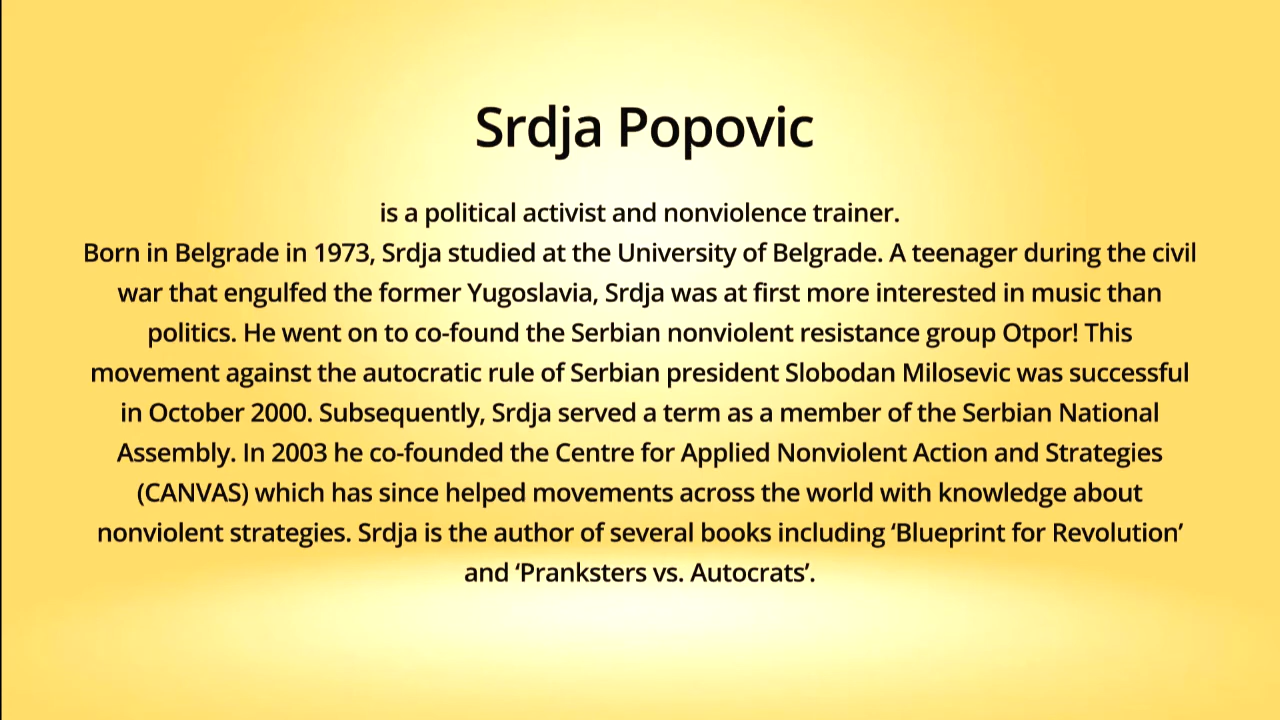 Srdja Popovic
is a political activist and nonviolence trainer.
Born in Belgrade in 1973, Srdja studied at the University of Belgrade. A teenager during the civil
war that engulfed the former Yugoslavia, Srdja was at first more interested in music than
politics. He went on to co-found the Serbian nonviolent resistance group Otpor! This
movement against the autocratic rule of Serbian president Slobodan Milosevic was successful
in October 2000. Subsequently, Srdja served a term as a member of the Serbian National
Assembly. In 2003 he co-founded the Centre for Applied Nonviolent Action and Strategies
(CANVAS) which has since helped movements across the world with knowledge about
nonviolent strategies. Srdja is the author of several books including ‘Blueprint for Revolution’
and ‘Pranksters vs. Autocrats’.